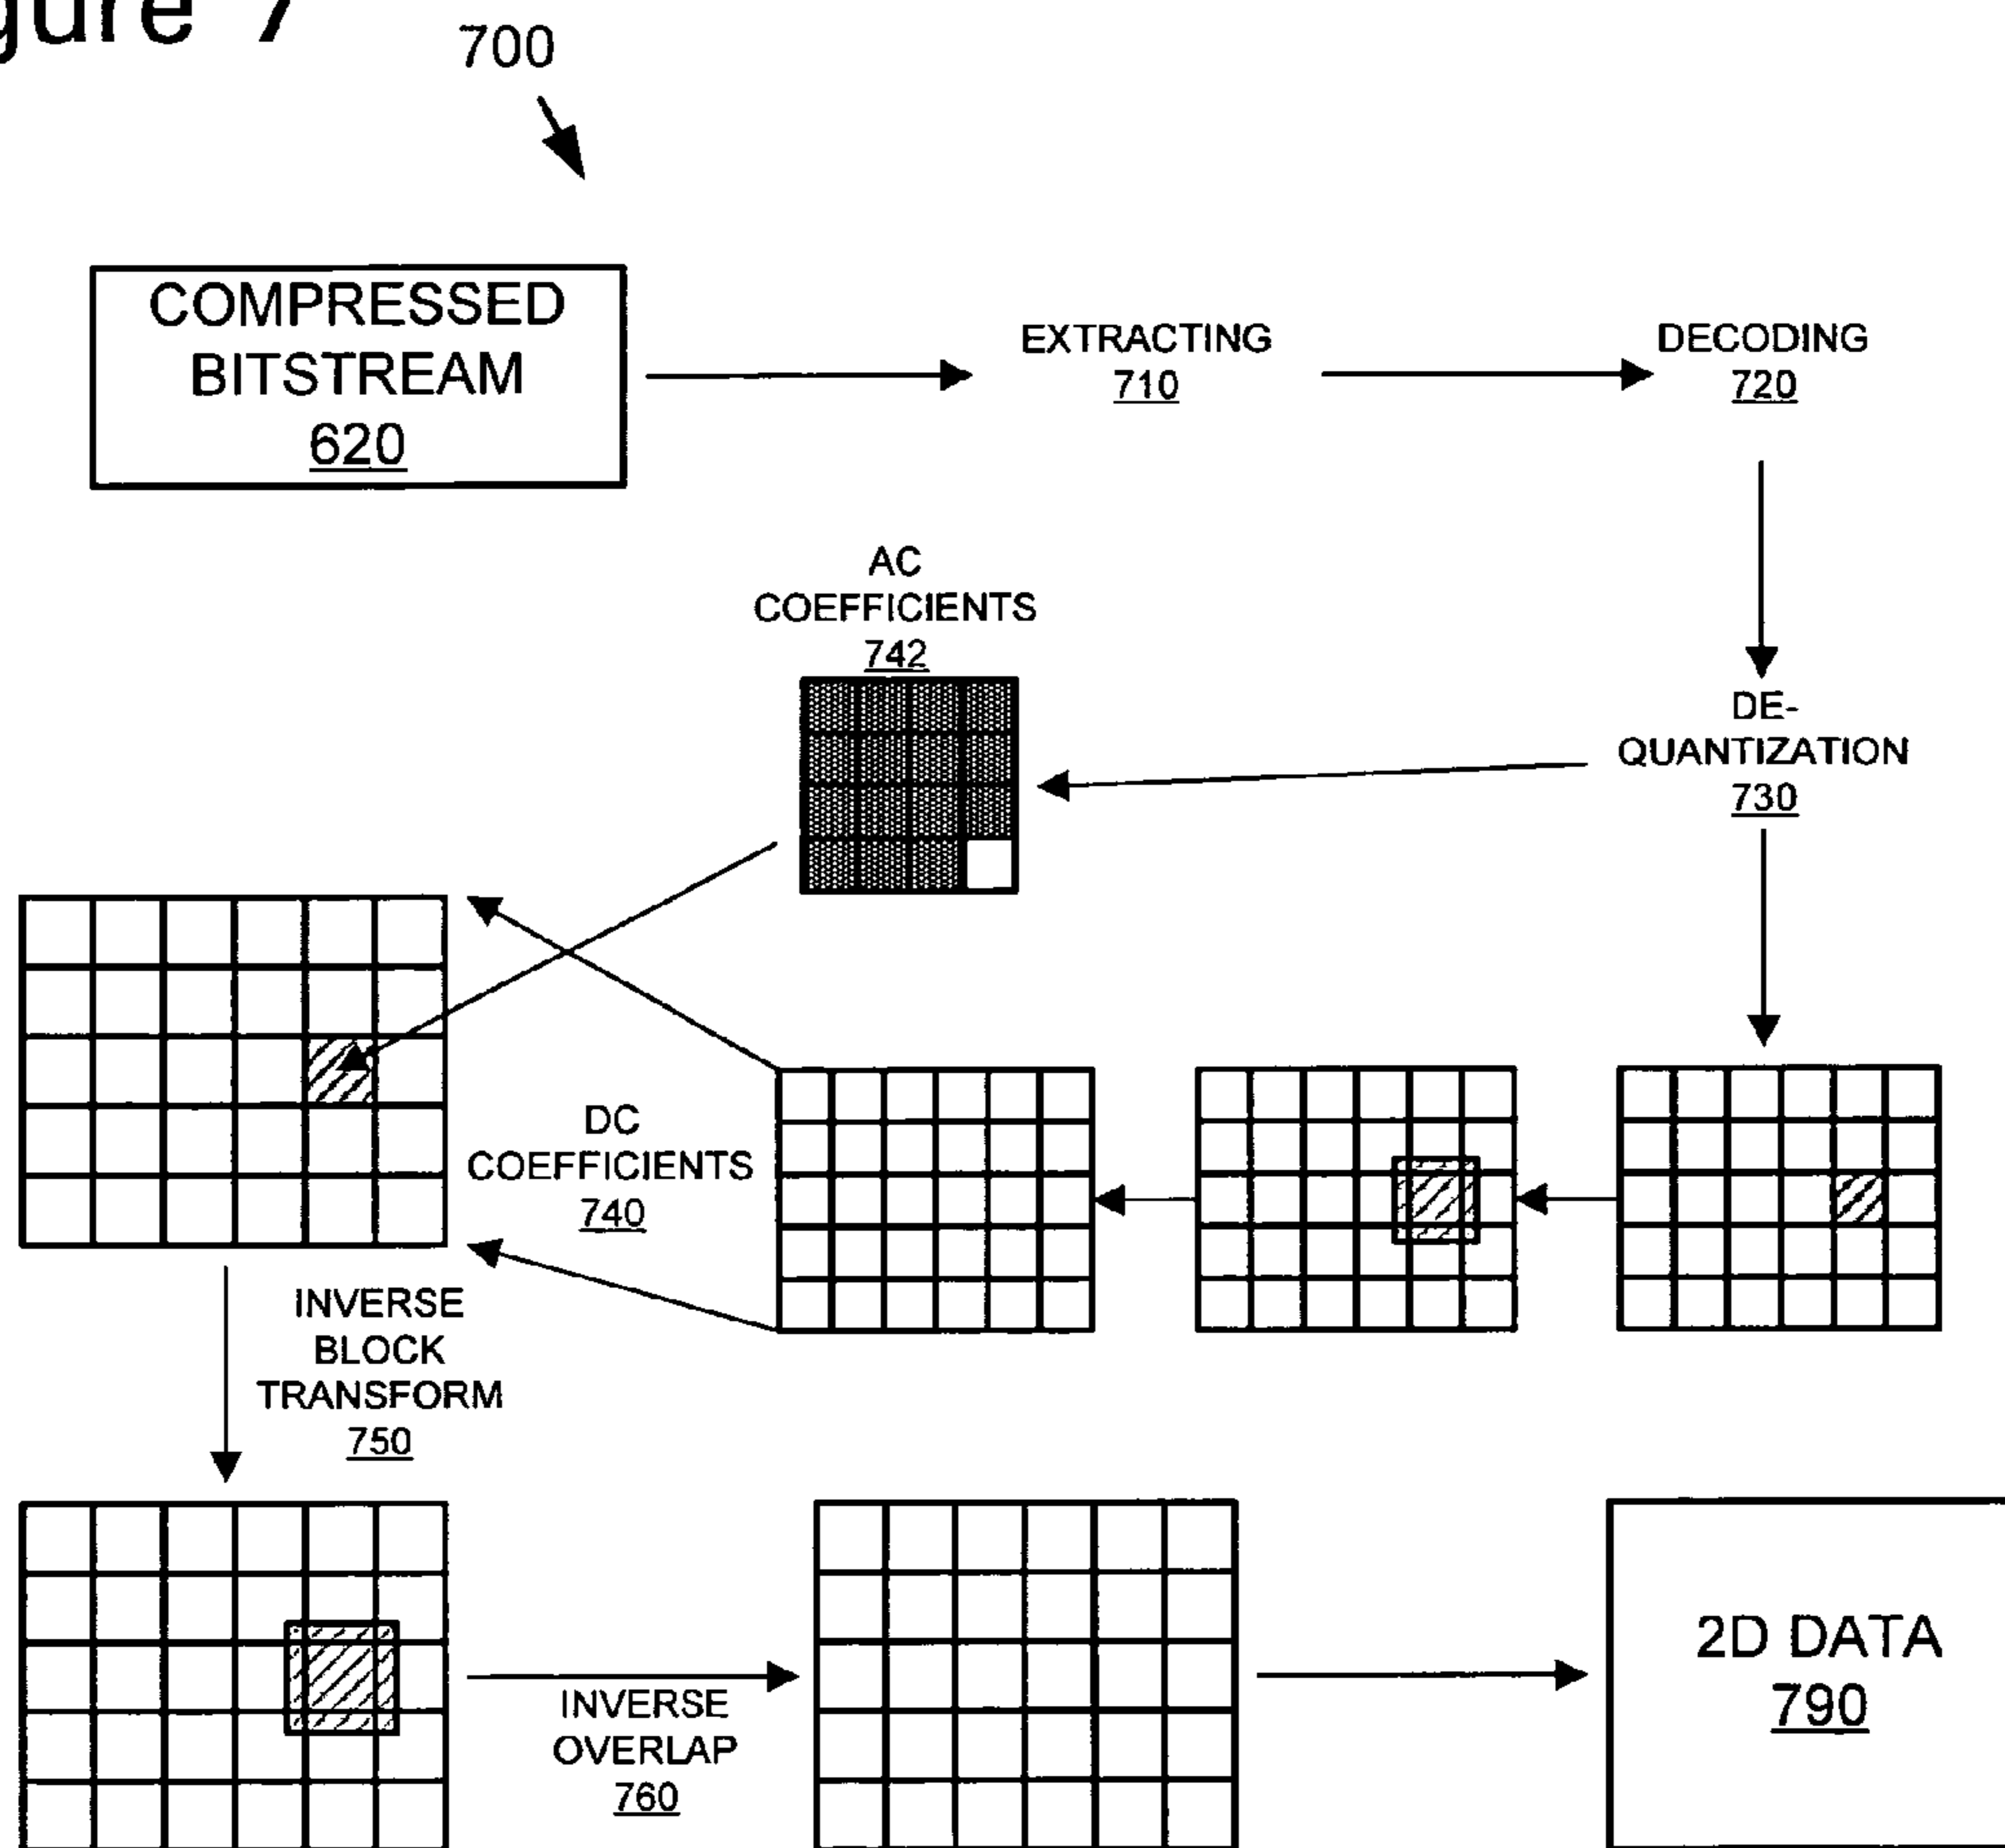 gure 7
700
COMPRESSED
BITSTREAM
620
EXTRACTING
710
DECODING
720
AC
COEFFICIENTS
742
DE-
QUANTIZATION
730
DC
COEFFICIENTS
740
INVERSE
BLOCK
TRANSFORM
750
INVERSE
OVERLAP
760
2D DATA
790